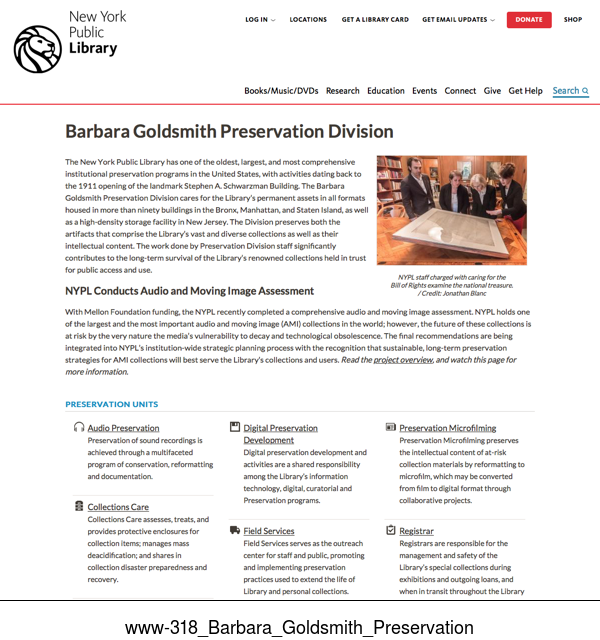 New York
Public
Library
LOG IN
LOCATIONS
GET A LIBRARY CARD
GET EMAIL UPDATES
DONATE
SHOP
Books/Music/DVDs Research Education Events Connect Give Get Help Search
Barbara Goldsmith Preservation Division
The New York Public Library has one of the oldest, largest, and most comprehensive
institutional preservation programs in the United States, with activities dating back to
the 1911 opening of the landmark Stephen A. Schwarzman Building. The Barbara
Goldsmith Preservation Division cares for the Library's permanent assets in all formats
housed in more than ninety buildings in the Bronx, Manhattan, and Staten Island, as well
as a high-density storage facility in New Jersey. The Division preserves both the
artifacts that comprise the Library's vast and diverse collections as well as their
intellectual content. The work done by Preservation Division staff significantly
contributes to the long-term survival of the Library's renowned collections held in trust
for public access and use.
NYPL staff charged with caring for the
Bill of Rights examine the national treasure.
/ Credit: Jonathan Blanc
NYPL Conducts Audio and Moving Image Assessment
With Mellon Foundation funding, the NYPL recently completed a comprehensive audio and moving image assessment. NYPL holds one
of the largest and the most important audio and moving image (AMI) collections in the world; however, the future of these collections is
at risk by the very nature the media's vulnerability to decay and technological obsolescence. The final recommendations are being
integrated into NYPL's institution-wide strategic planning process with the recognition that sustainable, long-term preservation
strategies for AMI collections will best serve the Library's collections and users. Read the project overview, and watch this page for
more information.
PRESERVATION UNITS
Audio Preservation
Preservation of sound recordings is
achieved through a multifaceted
program of conservation, reformatting
and documentation.
Collections Care
Collections Care assesses, treats, and
provides protective enclosures for
collection items; manages mass
deacidification; and shares in
collection disaster preparedness and
recovery.
Digital Preservation
Development
Digital preservation development and
activities are a shared responsibility
among the Library's information
technology, digital, curatorial and
Preservation programs.
Field Services
Field Services serves as the outreach
center for staff and public, promoting
and implementing preservation
practices used to extend the life of
Library and personal collections.
Preservation Microfilming
Preservation Microfilming preserves
the intellectual content of at-risk
collection materials by reformatting to
microfilm, which may be converted
from film to digital format through
collaborative projects.
Registrar
Registrars are responsible for the
management and safety of the
Library's special collections during
exhibitions and outgoing loans, and
when in transit throughout the Library
www-318_Barbara_Goldsmith_Preservation